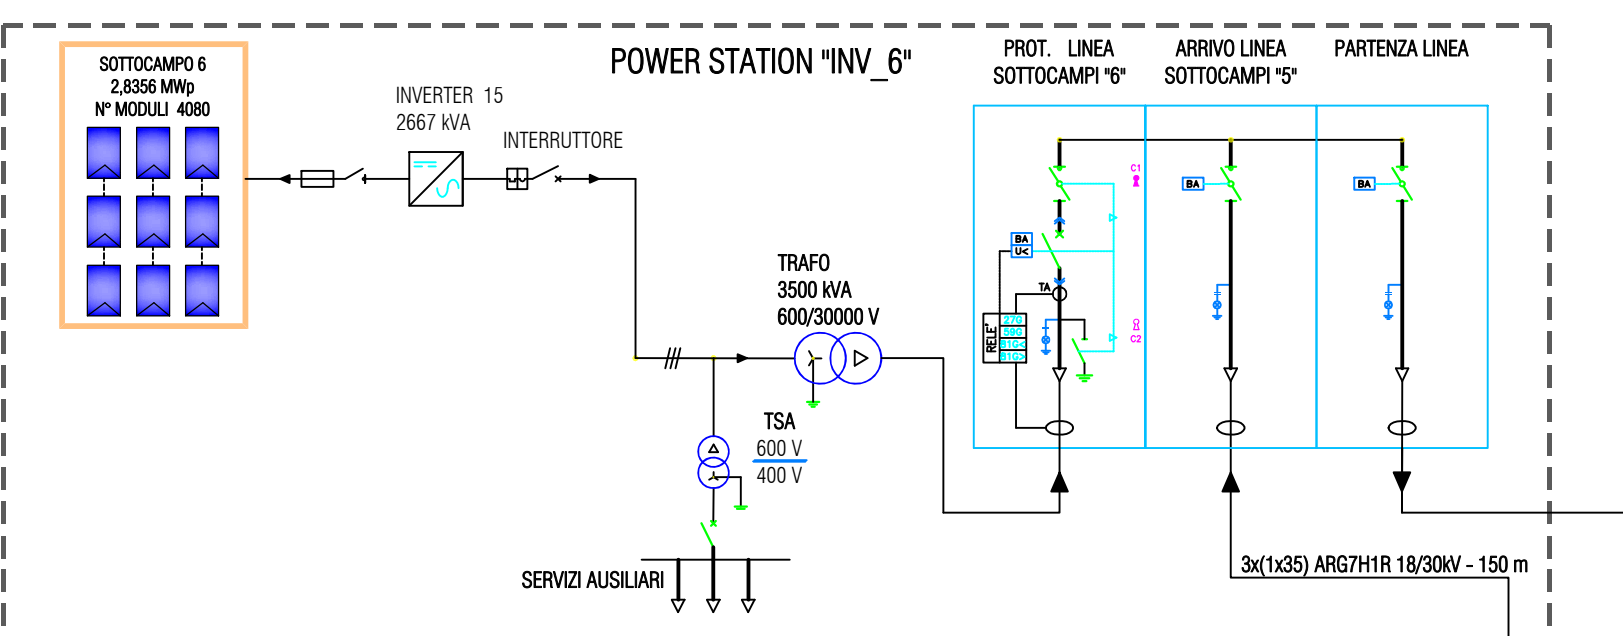 POWER STATION "INV_6"
SOTTOCAMPO 6
2,8356 MWp
N° MODULI 4080
INVERTER 15
2667 kVA
INTERRUTTORE
TRAFO
3500 kVA
600/30000 V
TSA
600 V
400 V
SERVIZI AUSILIARI
PROT. LINEA
SOTTOCAMPI "6"
ARRIVO LINEA
SOTTOCAMPI "5"
PARTENZA LINEA
C1
BA
U<
TA
RELE'
27G
59G
81G<
81G>
C2
BA
BA
3x(1x35) ARG7H1R 18/30kV - 150 m